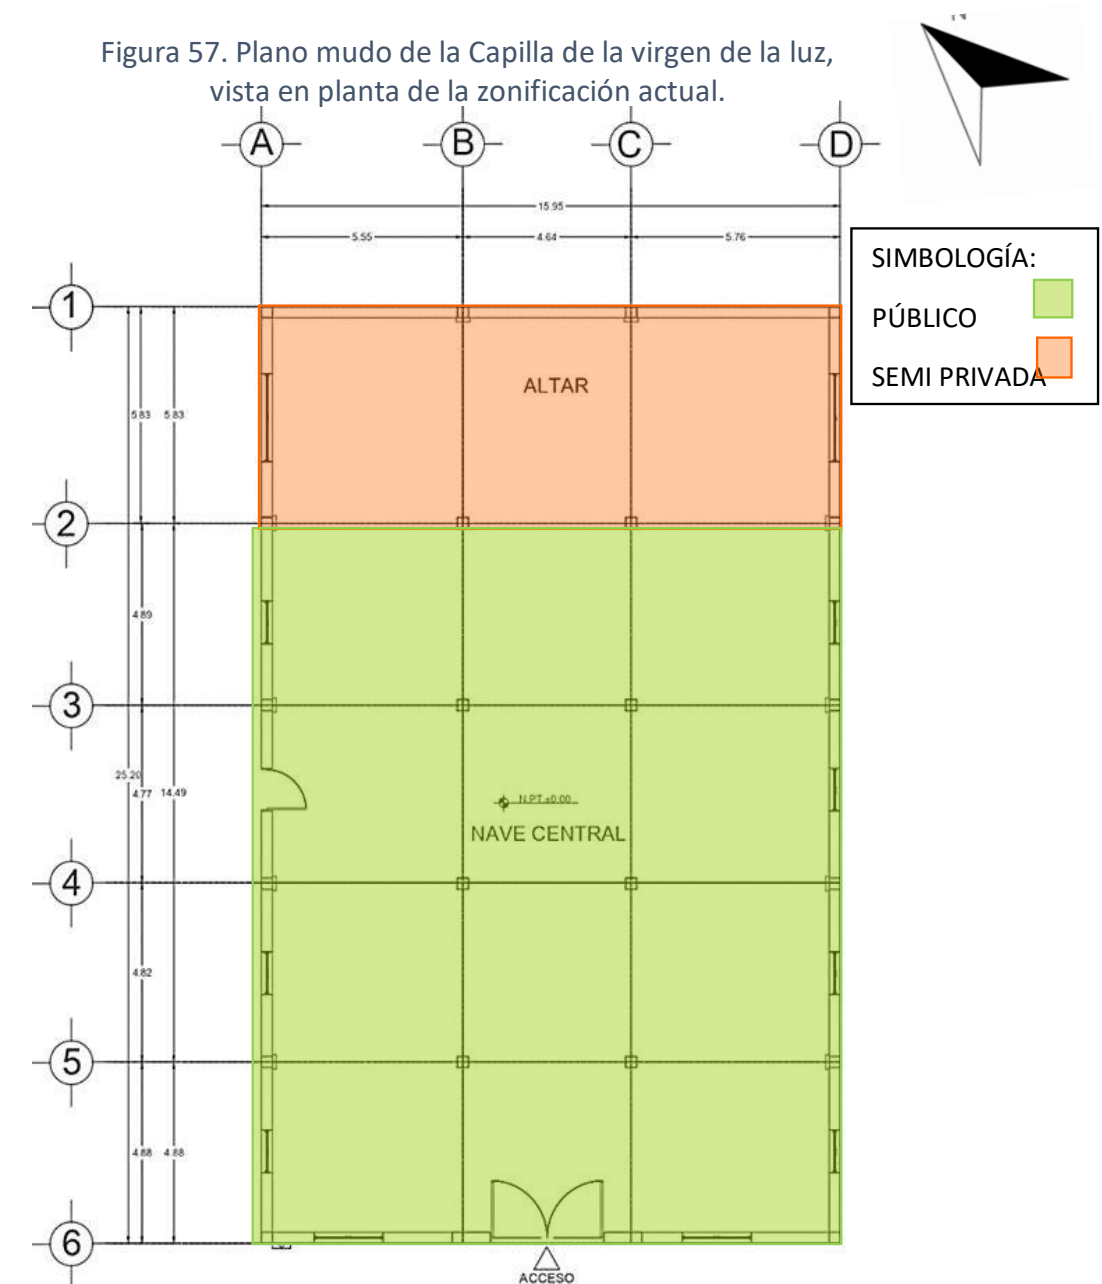 N
Figura 57. Plano mudo de la Capilla de la virgen de la luz,
vista en planta de la zonificación actual.
A B C D
15.95
5.55 4.64 5.76
SIMBOLOGÍA:
PÚBLICO
SEMI PRIVADA
1
ALTAR
5.83 5.83
2
4.89
3
25.20
4.77 14.49
N.PT.±0.00
NAVE CENTRAL
4
4.82
5
4.88 4.88
6
ACCESO